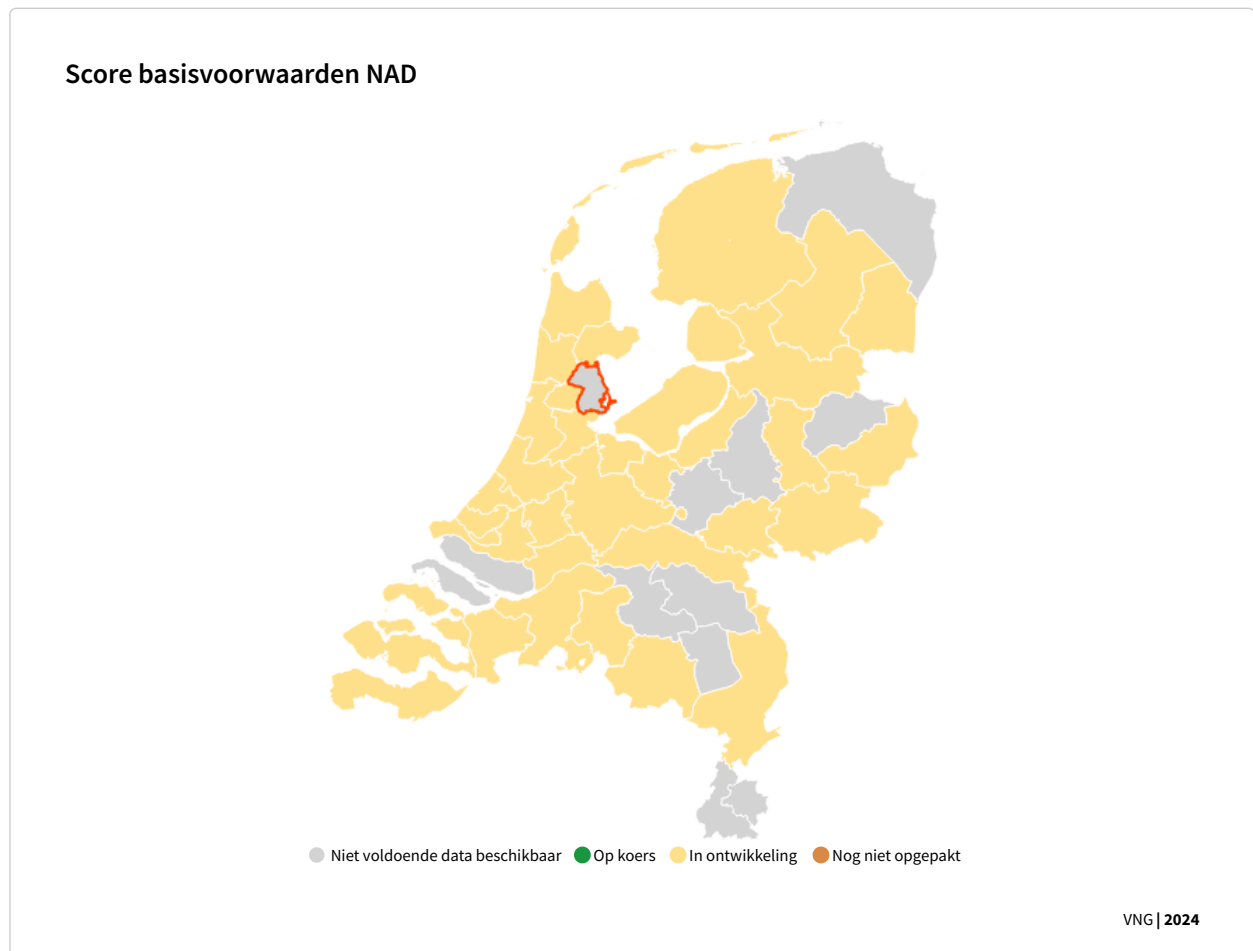 Score basisvoorwaarden NAD
Niet voldoende data beschikbaar Op koers In ontwikkeling Nog niet opgepakt
VNG | 2024